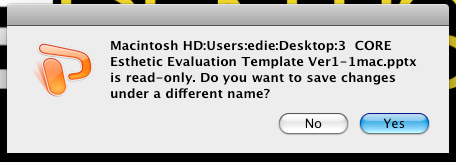 Macintosh HD:Users:edie:Desktop:3  CORE
Esthetic Evaluation Template Ver1-1mac.pptx
is read-only. Do you want to save changes
under a different name?
No
Yes